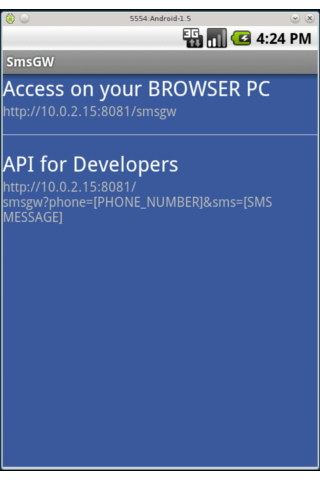 5554:Android-1.5
3G 4:24 PM
SmsGW
Access on your BROWSER PC
http://10.0.2.15:8081/smsgw
API for Developers
http://10.0.2.15:8081/
smsgw?phone=[PHONE_NUMBER]&sms=[SMS
MESSAGE]